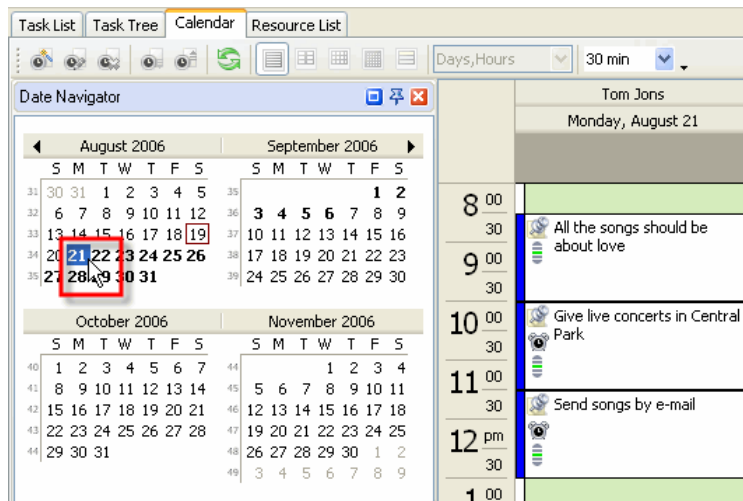 Task List Task Tree Calendar Resource List
Days,Hours 30 min
Date Navigator
Tom Jons
Monday, August 21
August 2006 September 2006
S M T W T F S S M T W T F S
31 30 31 1 2 3 4 5 35 1 2
32 6 7 8 9 10 11 12 36 3 4 5 6 7 8 9
33 13 14 15 16 17 18 19 37 10 11 12 13 14 15 16
34 20 21 22 23 24 25 26 38 17 18 19 20 21 22 23
35 27 28 29 30 31 39 24 25 26 27 28 29 30
October 2006 November 2006
S M T W T F S S M T W T F S
40 1 2 3 4 5 6 7 44 1 2 3 4
41 8 9 10 11 12 13 14 45 5 6 7 8 9 10 11
42 15 16 17 18 19 20 21 46 12 13 14 15 16 17 18
43 22 23 24 25 26 27 28 47 19 20 21 22 23 24 25
44 29 30 31 48 26 27 28 29 30 1 2
49 3 4 5 6 7 8 9
8 00
30 All the songs should be
about love
9 00
30
10 00 Give live concerts in Central
Park
30
11 00
30 Send songs by e-mail
12 pm
30
1 00